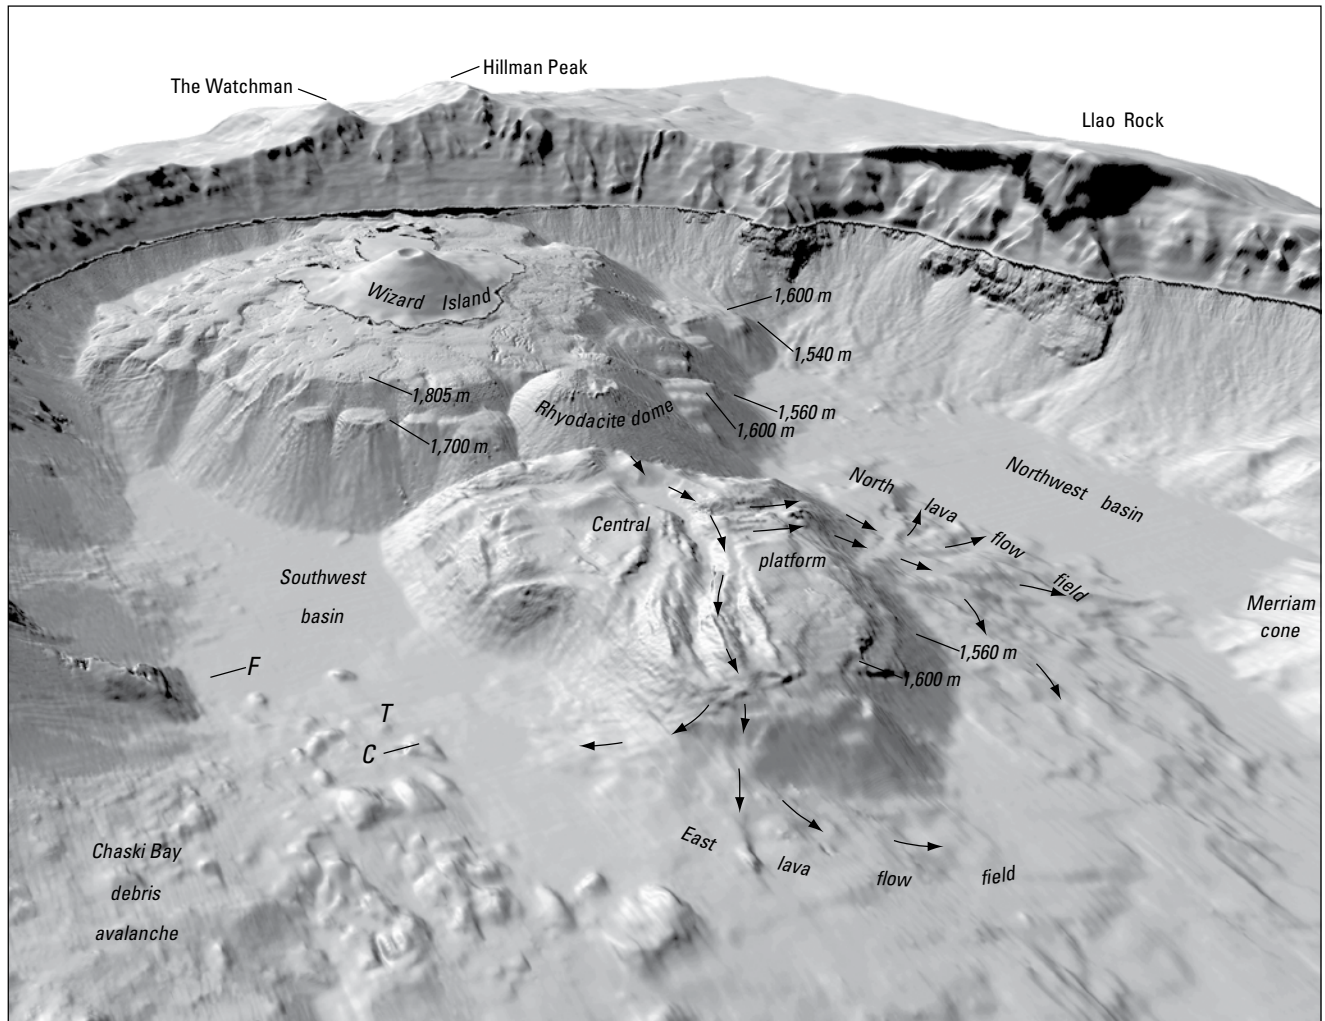 Hillman Peak
The Watchman
Llao Rock
Wizard Island
1,600 m
1,540 m
1,805 m
1,560 m
Rhyodacite dome
1,600 m
1,700 m
North
lava
flow
field
Northwest basin
Central
platform
Southwest
basin
Merriam
cone
1,560 m
1,600 m
F
T
C
East
lava
flow
field
Chaski Bay
debris
avalanche